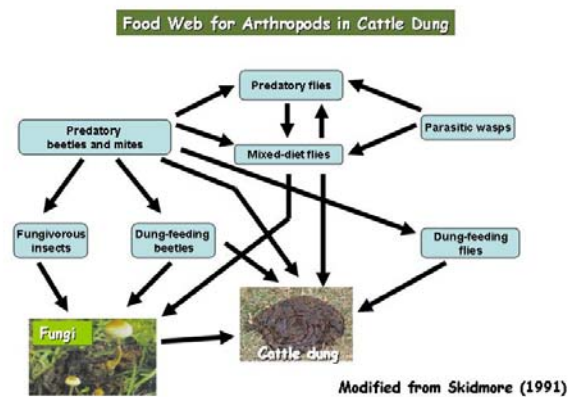 Food Web for Arthropods in Cattle Dung
Predatory flies
Predatory
beetles and mites
Parasitic wasps
Mixed-diet flies
Fungivorous
insects
Dung-feeding
beetles
Dung-feeding
flies
Fungi
Cattle dung
Modified from Skidmore (1991)